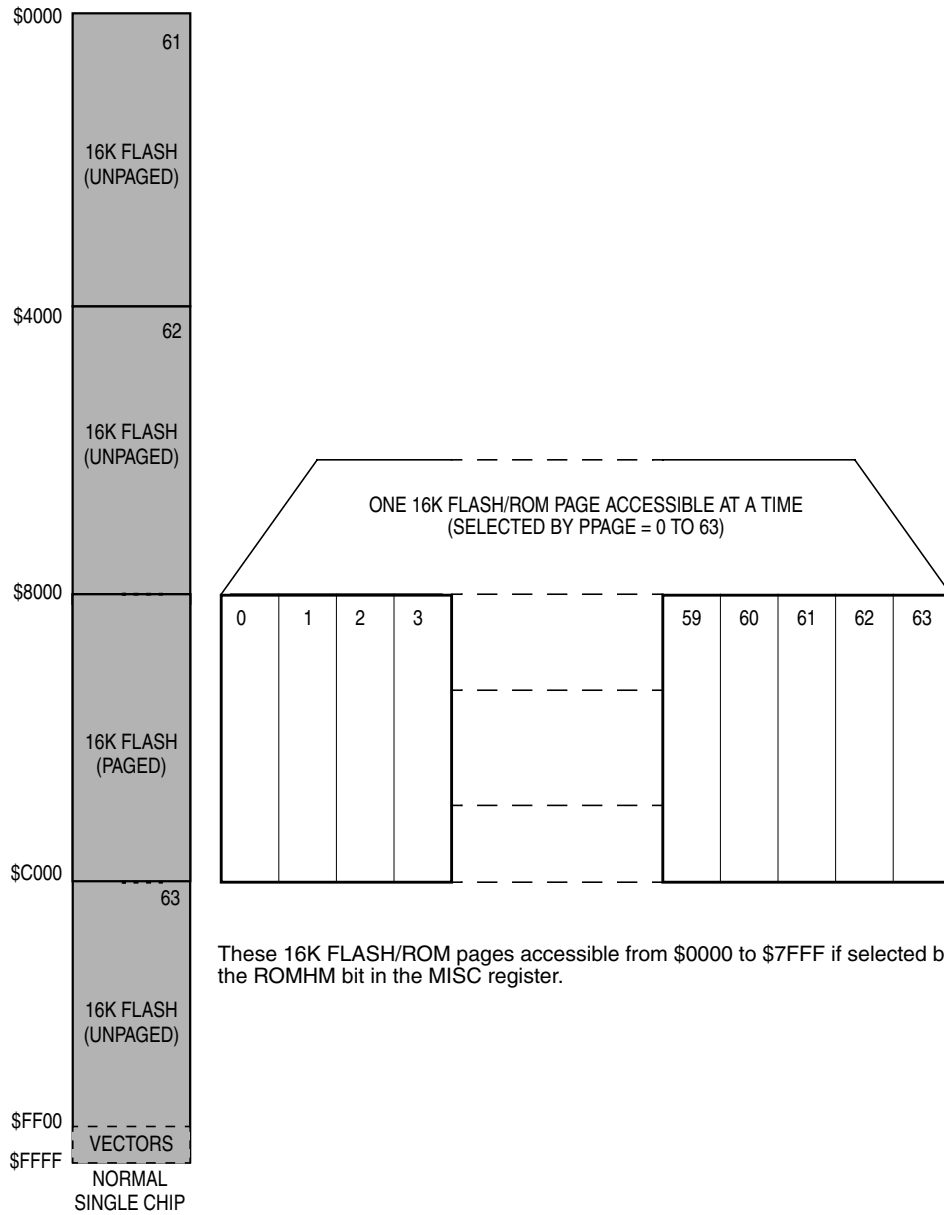 $0000
61
16K FLASH
(UNPAGED)
$4000
62
16K FLASH
(UNPAGED)
ONE 16K FLASH/ROM PAGE ACCESSIBLE AT A TIME
(SELECTED BY PPAGE = 0 TO 63)
$8000
0 1 2 3 59 60 61 62 63
16K FLASH
(PAGED)
$C000
63
These 16K FLASH/ROM pages accessible from $0000 to $7FFF if selected b
the ROMHM bit in the MISC register.
16K FLASH
(UNPAGED)
$FF00
VECTORS
$FFFF
NORMAL
SINGLE CHIP